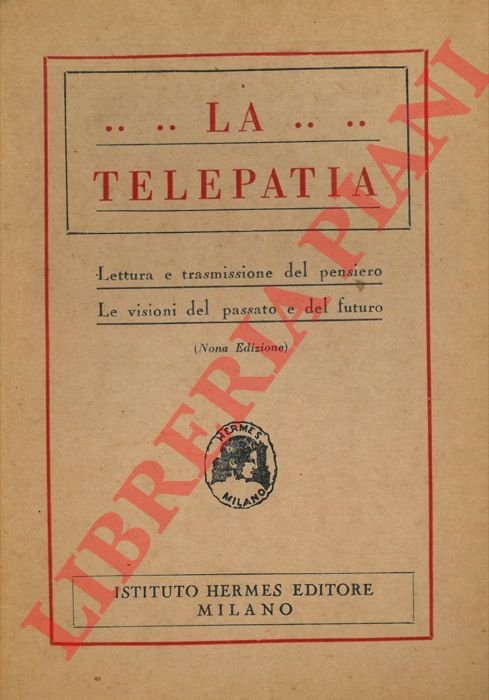 .. .. LA .. ..
TELEPATIA
Lettura e trasmissione del pensiero
Le visioni del passato e del futuro
(Nona Edizione)
HERMES
MILANO
ISTITUTO HERMES EDITORE
MILANO
LIBRERIA PIANI